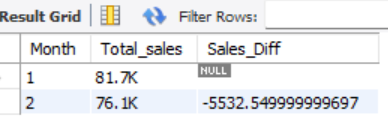 Result Grid Filter Rows:
Month Total_sales Sales_Diff
1 81.7K NULL
2 76.1K -5532.549999999697